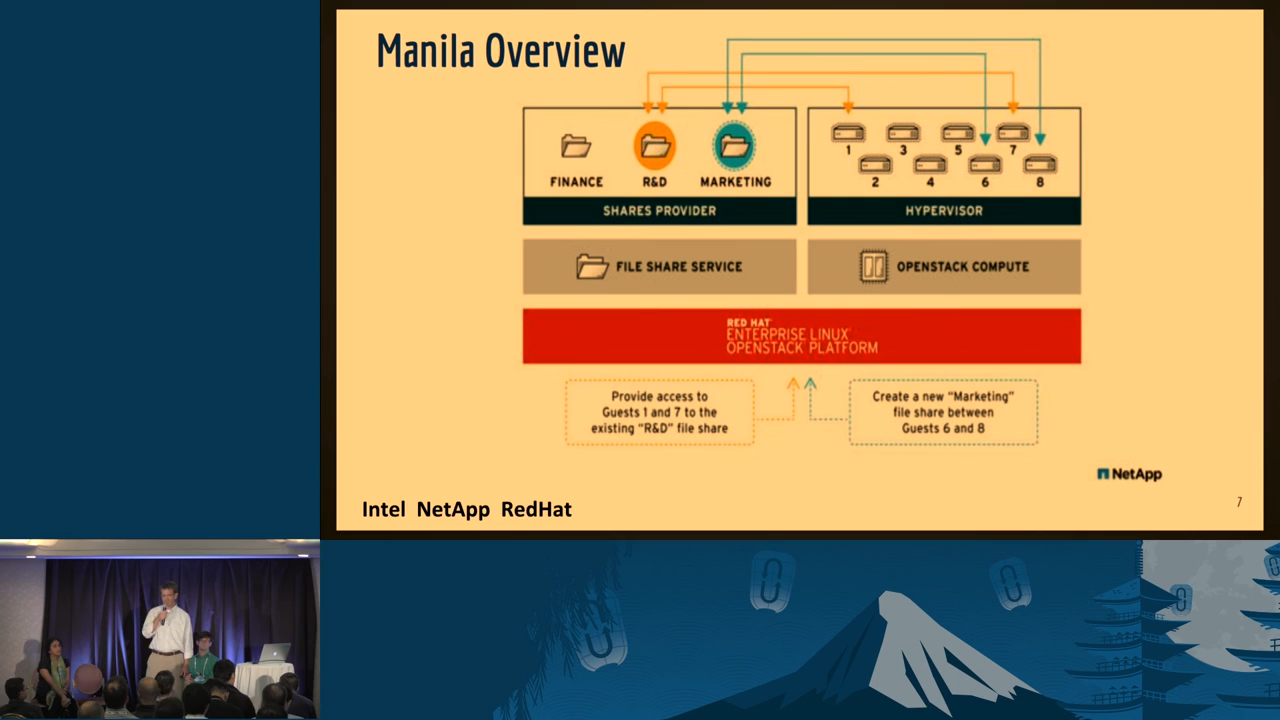 Manila Overview
FINANCE
R&D
MARKETING
SHARES PROVIDER
1
3
5
7
2
4
6
8
HYPERVISOR
FILE SHARE SERVICE
OPENSTACK COMPUTE
RED HAT
ENTERPRISE LINUX
OPENSTACK PLATFORM
Provide access to
Guests 1 and 7 to the
existing "R&D" file share
Create a new "Marketing"
file share between
Guests 6 and 8
NetApp
Intel NetApp RedHat
7